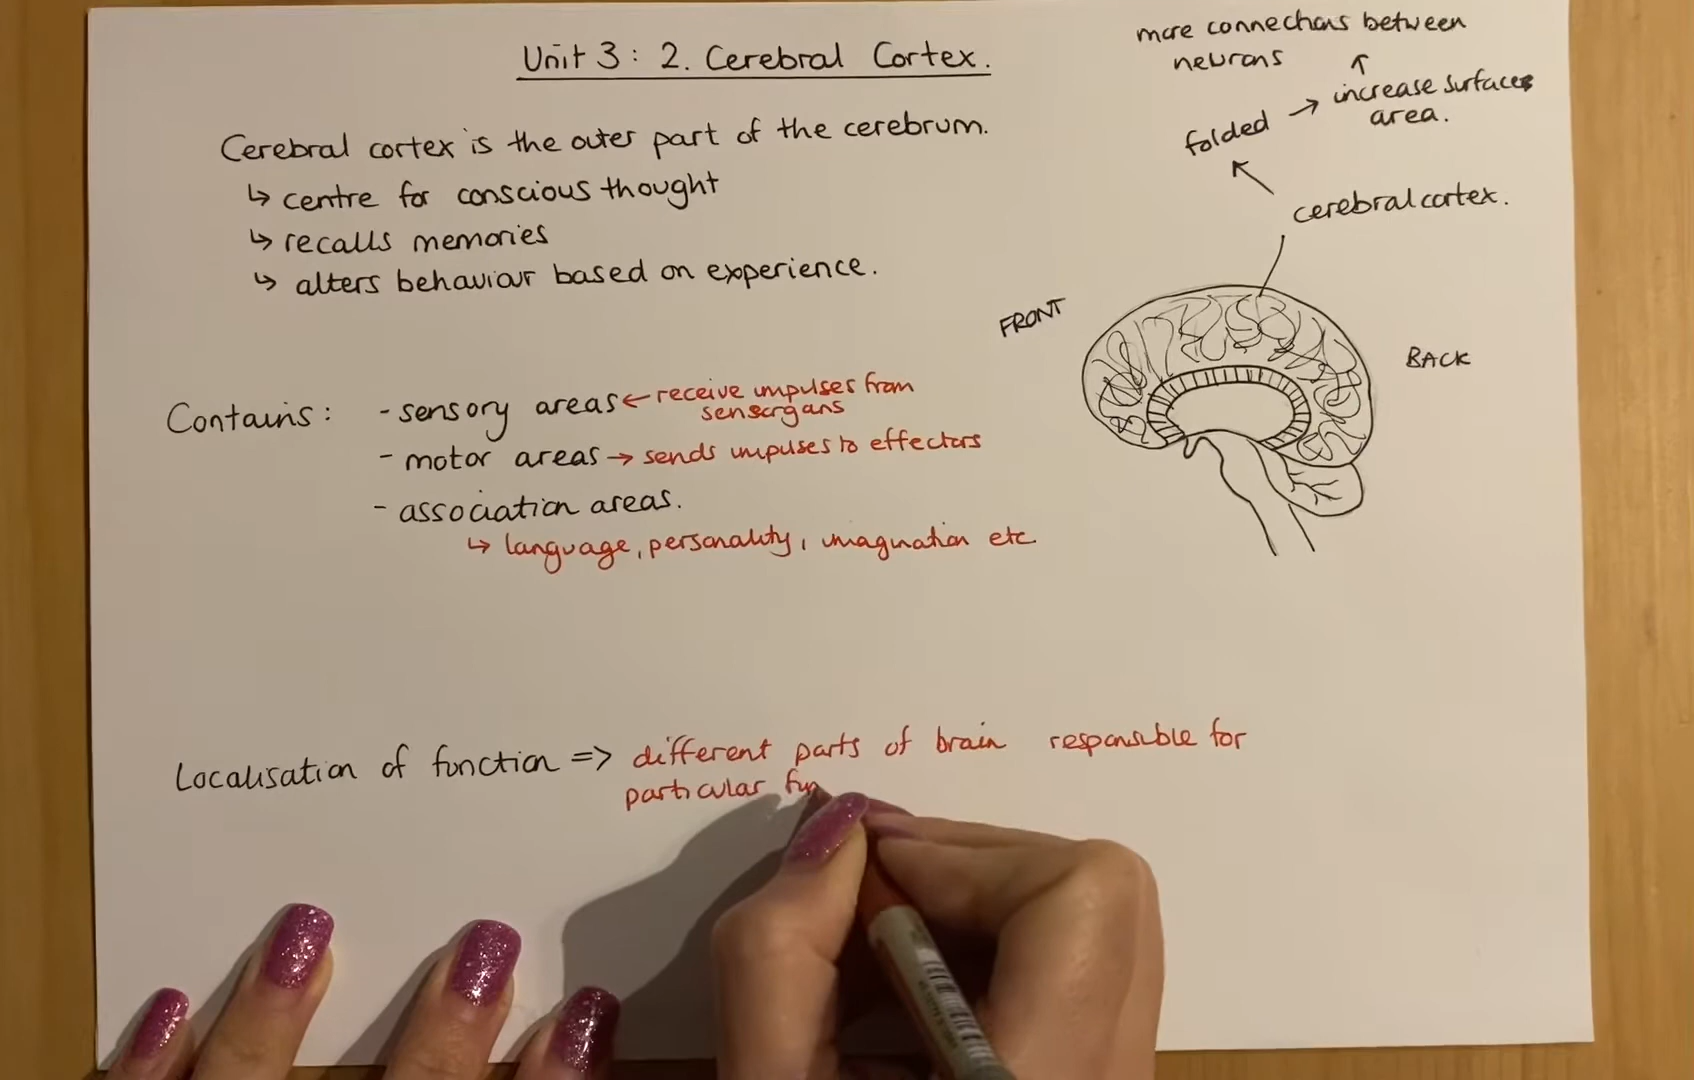 Unit 3: 2. Cerebral Cortex.
Cerebral cortex is the outer part of the cerebrum.
↳ centre for conscious thought
↳ recalls memories
↳ alters behaviour based on experience.
more connections between
neurons
↑
folded → increase surfaces
area.
cerebral cortex.
FRONT
BACK
Contains: - sensory areas ← receive impulses from
sensorgans
- motor areas → sends impulses to effectors
- association areas.
↳ language, personality, imagination etc
Localisation of function => different parts of brain responsible for
particular fun